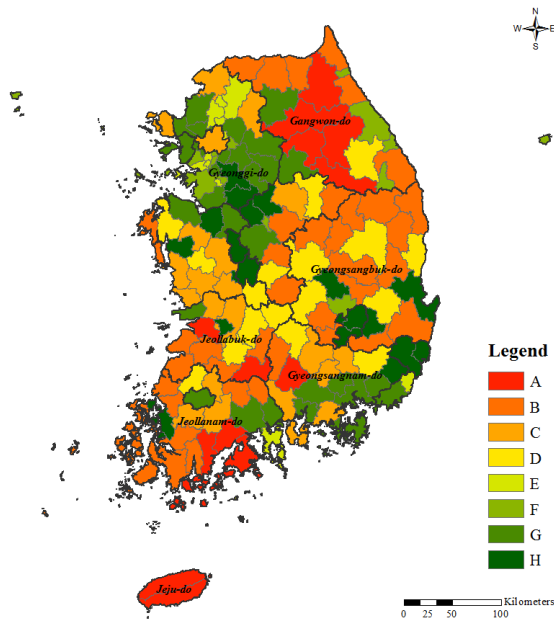 N
W E
S
Gangwon-do
Gyeonggi-do
Gyeongsangbuk-do
Jeollabuk-do
Gyeongsangnam-do
Jeollanam-do
Jeju-do
Legend
A
B
C
D
E
F
G
H
Kilometers
0 25 50 100